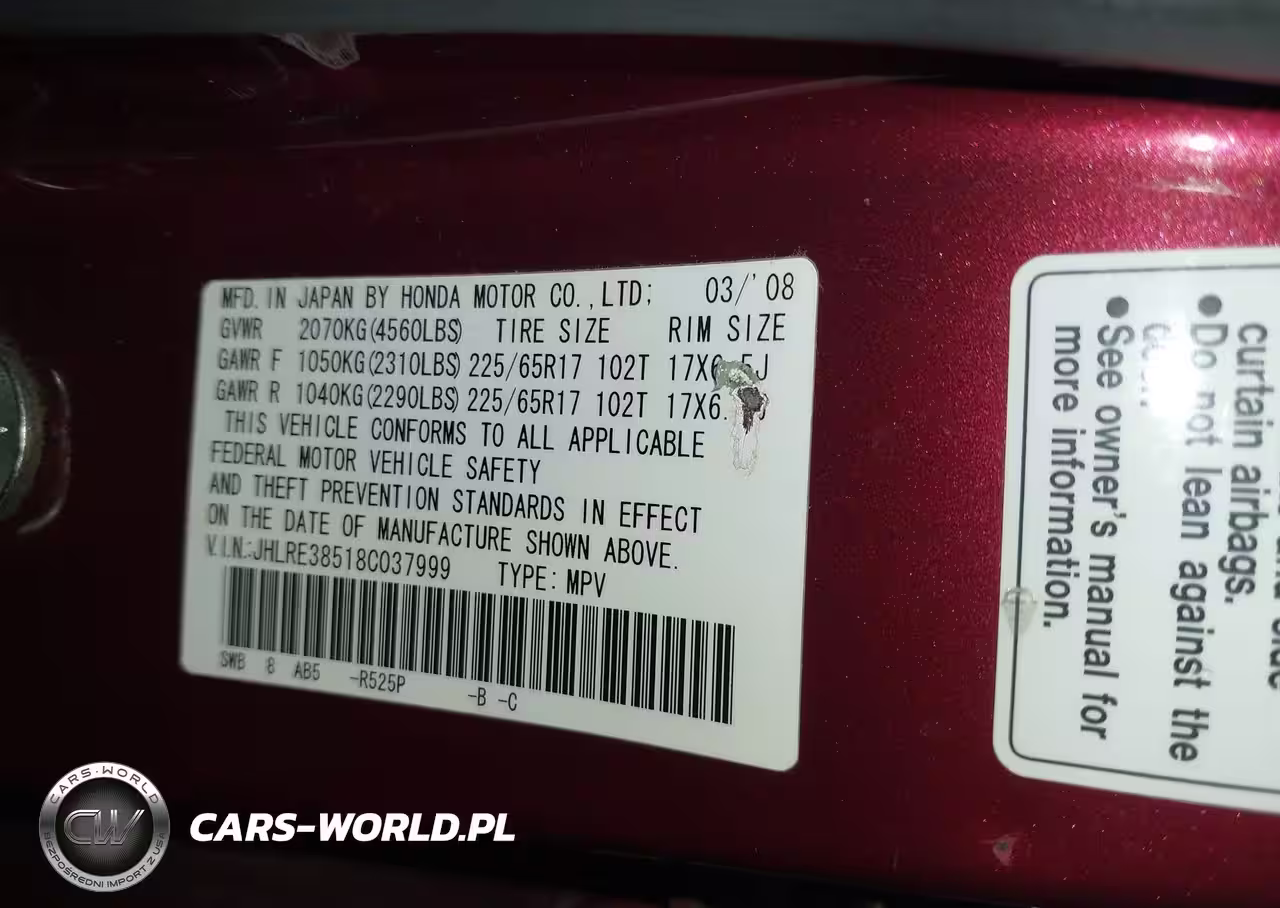 MFD. IN JAPAN BY HONDA MOTOR CO.,LTD; 03/'08
GVWR 2070KG(4560LBS) TIRE SIZE RIM SIZE
GAWR F 1050KG(2310LBS) 225/65R17 102T
GAWR R 1040KG(2290LBS) 225/65R17 102T
THIS VEHICLE CONFORMS TO ALL APPLICABLE
FEDERAL MOTOR VEHICLE SAFETY
AND THEFT PREVENTION STANDARDS IN EFFECT
ON THE DATE OF MANUFACTURE SHOWN ABOVE.
V.I.N.:JHLRE38518C037999 TYPE: MPV
SWB 8 AB5 -R525P -B -C
curtain airbags.
●Do not lean against the
●See owner's manual for
more information.
CARS-WORLD
CW
BEZPOŚREDNI IMPORT Z USA
CARS-WORLD.PL